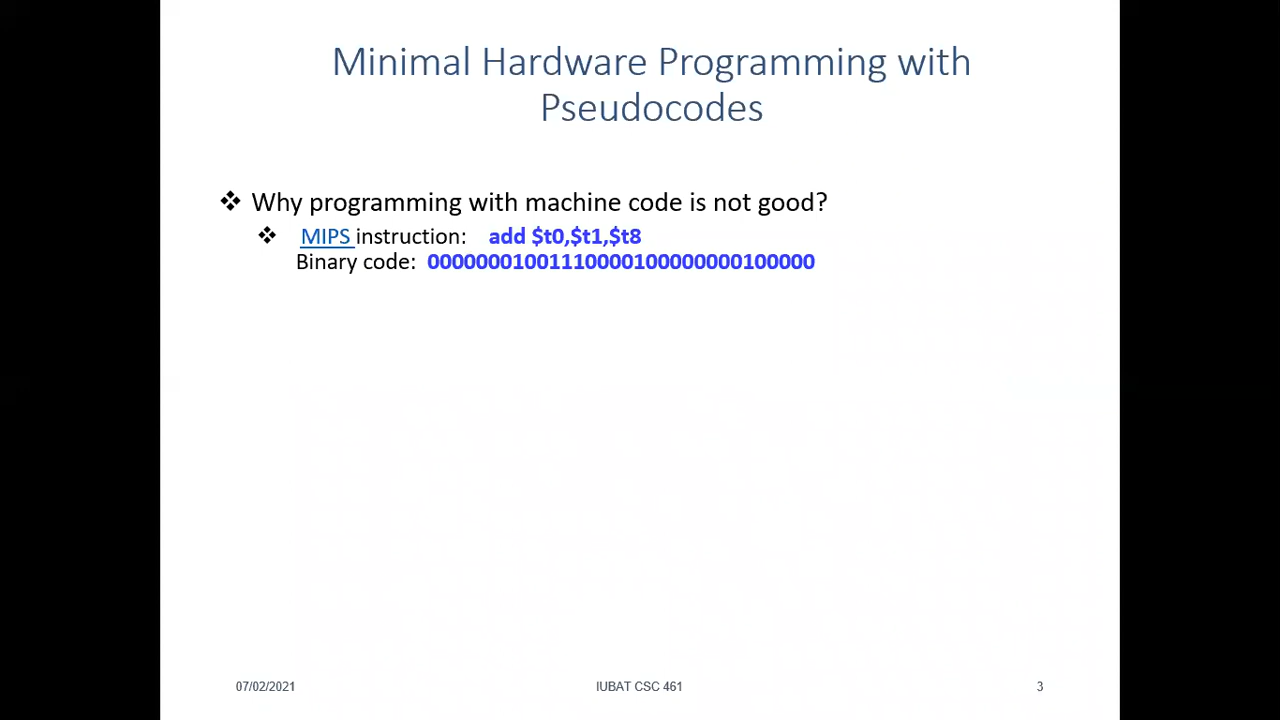 Minimal Hardware Programming with
Pseudocodes
❖ Why programming with machine code is not good?
❖ MIPS instruction: add $t0,$t1,$t8
Binary code: 00000001001110000100000000100000
07/02/2021 IUBAT CSC 461 3